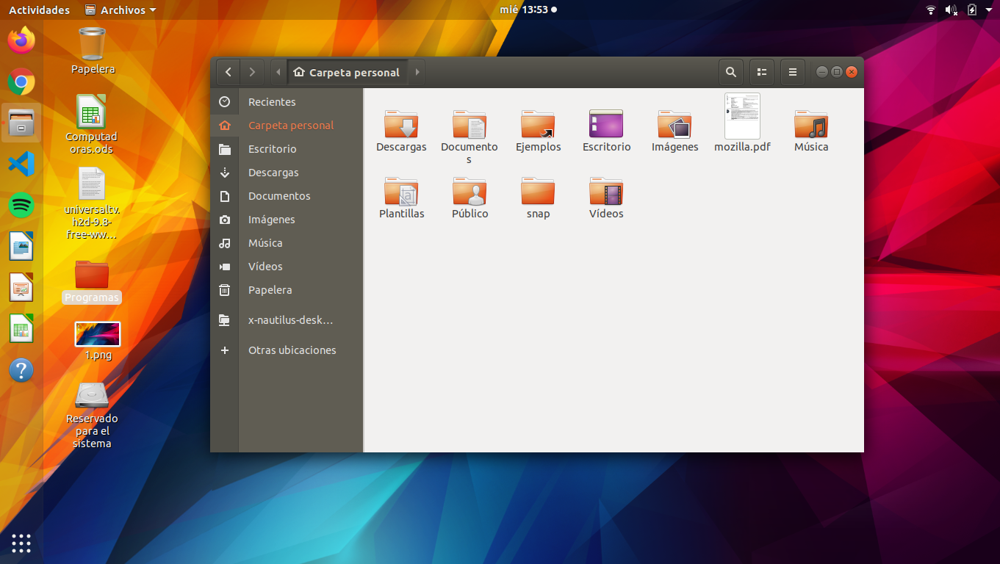 Actividades
Archivos
mié 13:53
Papelera
Computad
oras.ods
universaltv.
h2d-9.8-
free-ww...
Programas
1.png
Reservado
para el
sistema
Carpeta personal
Recientes
Carpeta personal
Escritorio
Descargas
Documentos
Imágenes
Música
Vídeos
Papelera
x-nautilus-desk...
Otras ubicaciones
Descargas
Documento
s
Ejemplos
Escritorio
Imágenes
mozilla.pdf
Música
Plantillas
Público
snap
Vídeos